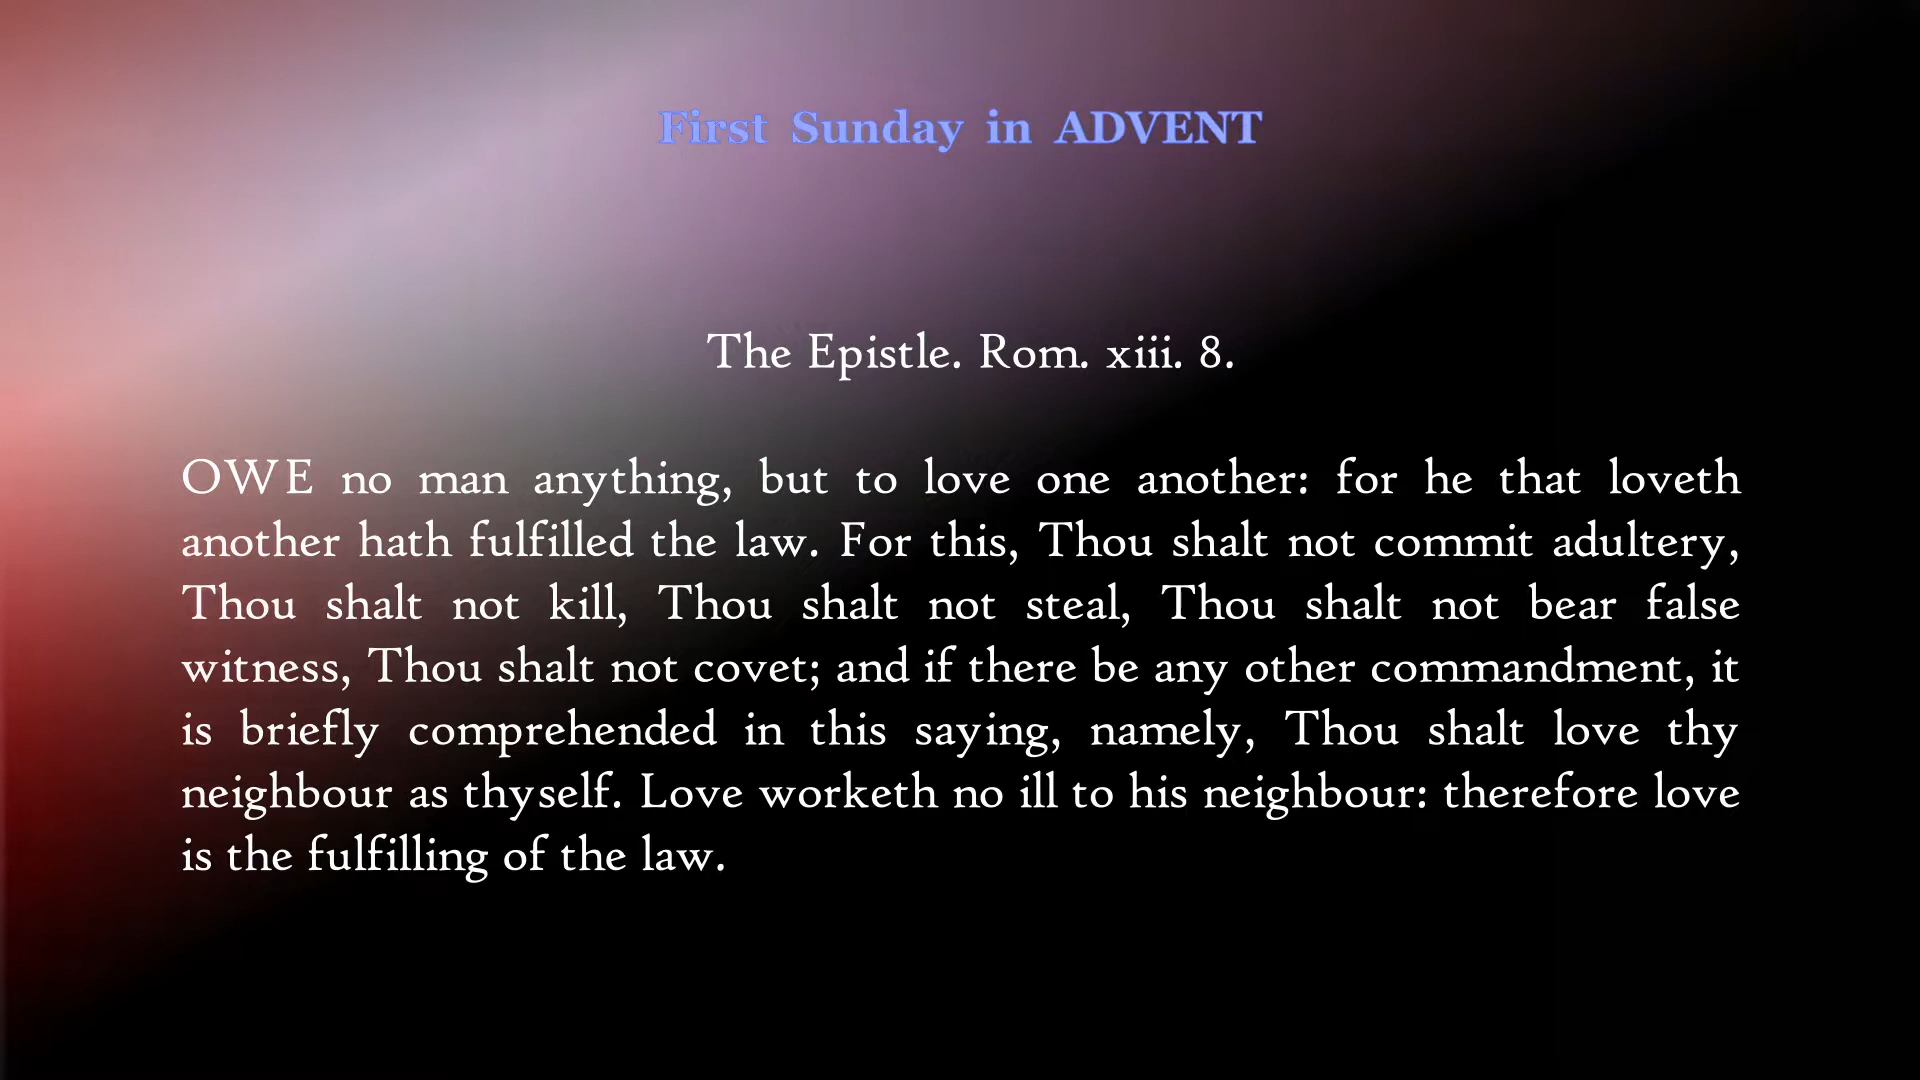 First Sunday in ADVENT
The Epistle. Rom. xiii. 8.
OWE no man anything, but to love one another: for he that loveth
another hath fulfilled the law. For this, Thou shalt not commit adultery,
Thou shalt not kill, Thou shalt not steal, Thou shalt not bear false
witness, Thou shalt not covet; and if there be any other commandment, it
is briefly comprehended in this saying, namely, Thou shalt love thy
neighbour as thyself. Love worketh no ill to his neighbour: therefore love
is the fulfilling of the law.